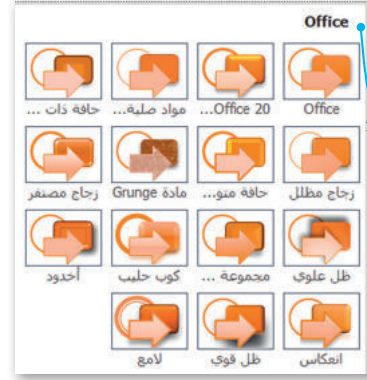 Office
Office Office 20... مواد صلبة... حافة ذات ...
زجاج مظلل حافة متو... مادة Grunge زجاج مصنفر
ظل علوي مجموعة ... كوب حليب أخدود
انعكاس ظل قوي لامع